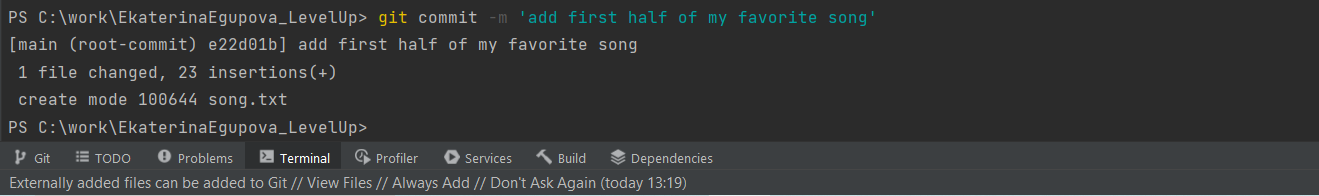 PS C:\work\EkaterinaEgupova_LevelUp> git commit -m 'add first half of my favorite song'
[main (root-commit) e22d01b] add first half of my favorite song
 1 file changed, 23 insertions(+)
 create mode 100644 song.txt
PS C:\work\EkaterinaEgupova_LevelUp>
Git TODO Problems Terminal Profiler Services Build Dependencies
Externally added files can be added to Git // View Files // Always Add // Don't Ask Again (today 13:19)